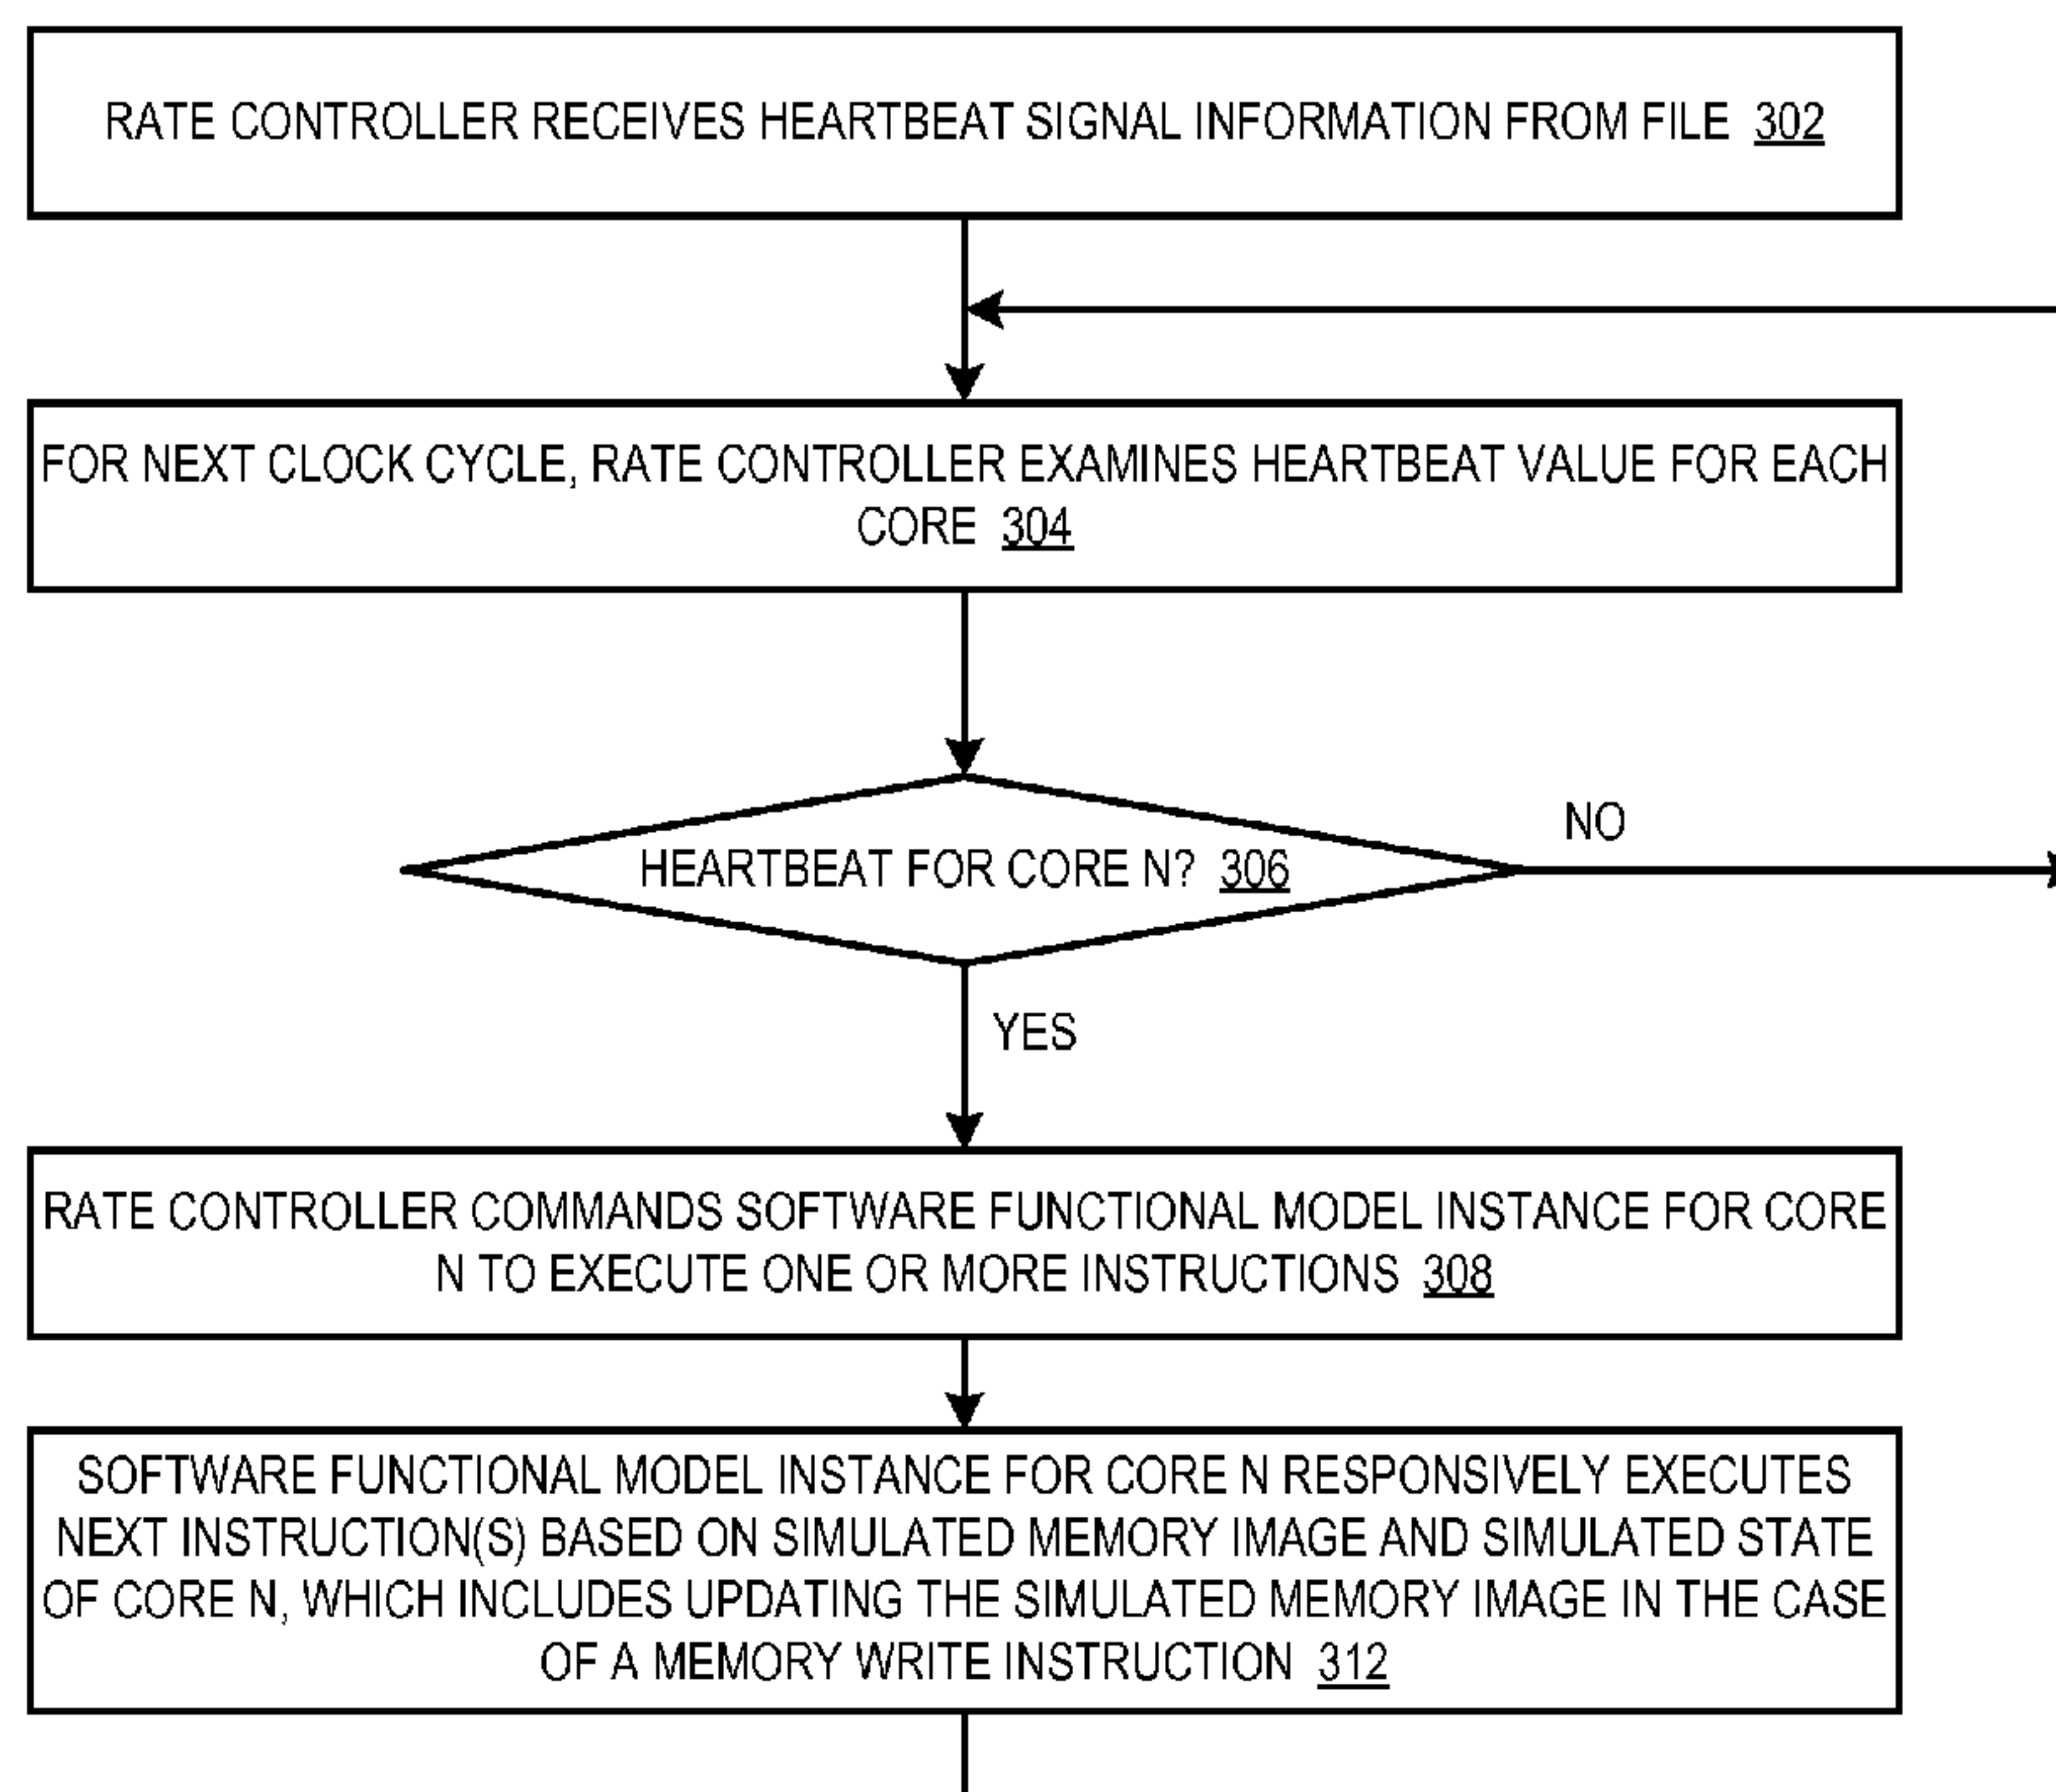 RATE CONTROLLER RECEIVES HEARTBEAT SIGNAL INFORMATION FROM FILE 302
FOR NEXT CLOCK CYCLE, RATE CONTROLLER EXAMINES HEARTBEAT VALUE FOR EACH
CORE 304
NO
HEARTBEAT FOR CORE N? 306
YES
RATE CONTROLLER COMMANDS SOFTWARE FUNCTIONAL MODEL INSTANCE FOR CORE
N TO EXECUTE ONE OR MORE INSTRUCTIONS 308
SOFTWARE FUNCTIONAL MODEL INSTANCE FOR CORE N RESPONSIVELY EXECUTES
NEXT INSTRUCTION(S) BASED ON SIMULATED MEMORY IMAGE AND SIMULATED STATE
OF CORE N, WHICH INCLUDES UPDATING THE SIMULATED MEMORY IMAGE IN THE CASE
OF A MEMORY WRITE INSTRUCTION 312